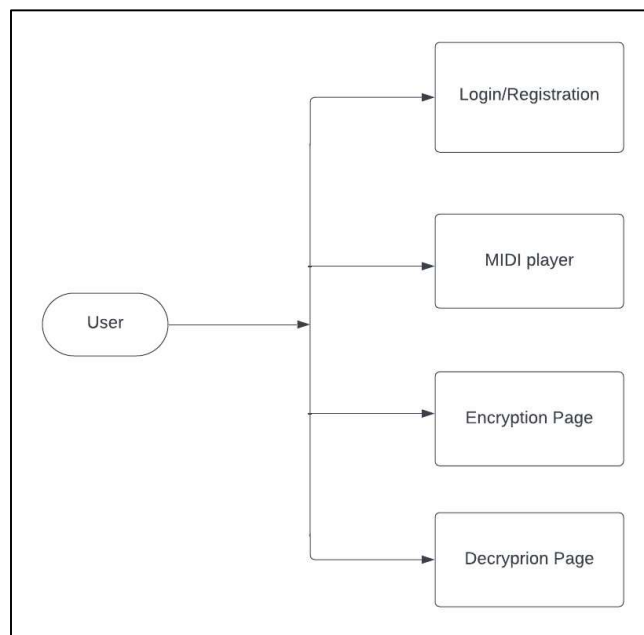 Login/Registration
MIDI player
User
Encryption Page
Decryprion Page